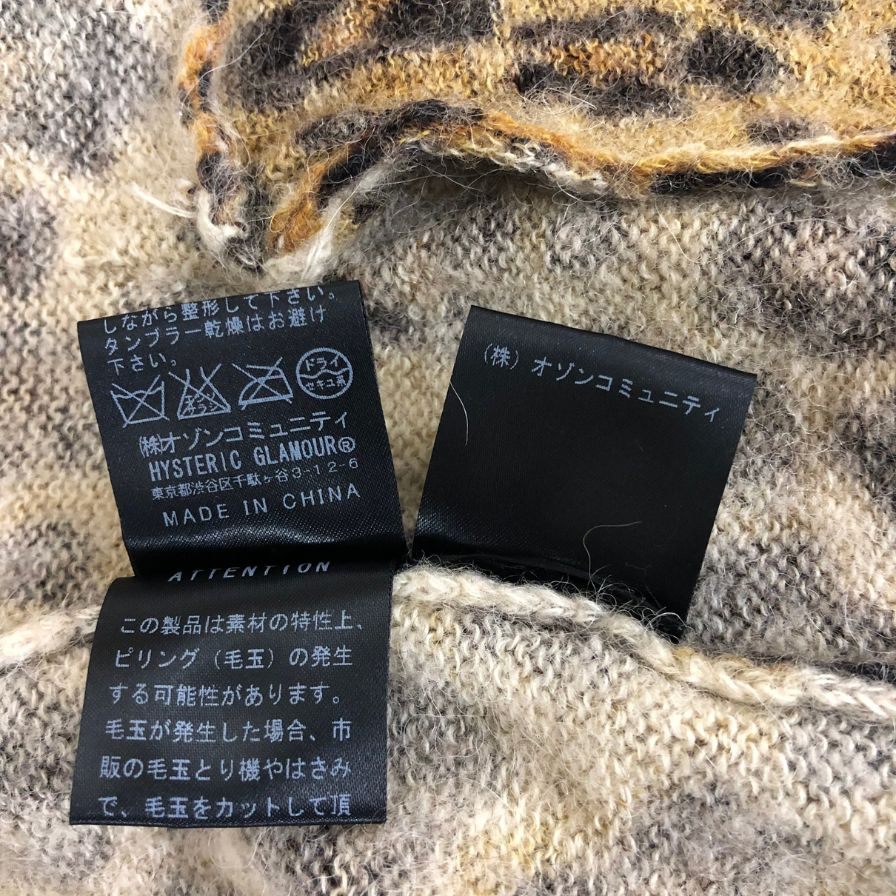 しながら整形して下さい。
タンブラー乾燥はお避け
下さい。
エンソ
サラシ
ドライ
セキユ系
(株)オゾンコミュニティ
HYSTERIC GLAMOUR®
東京都渋谷区千駄ヶ谷3-12-6
MADE IN CHINA
ATTENTION
この製品は素材の特性上、
ピリング(毛玉)の発生
する可能性があります。
毛玉が発生した場合、市
販の毛玉とり機やはさみ
で、毛玉をカットして頂
(株)オゾンコミュニティ